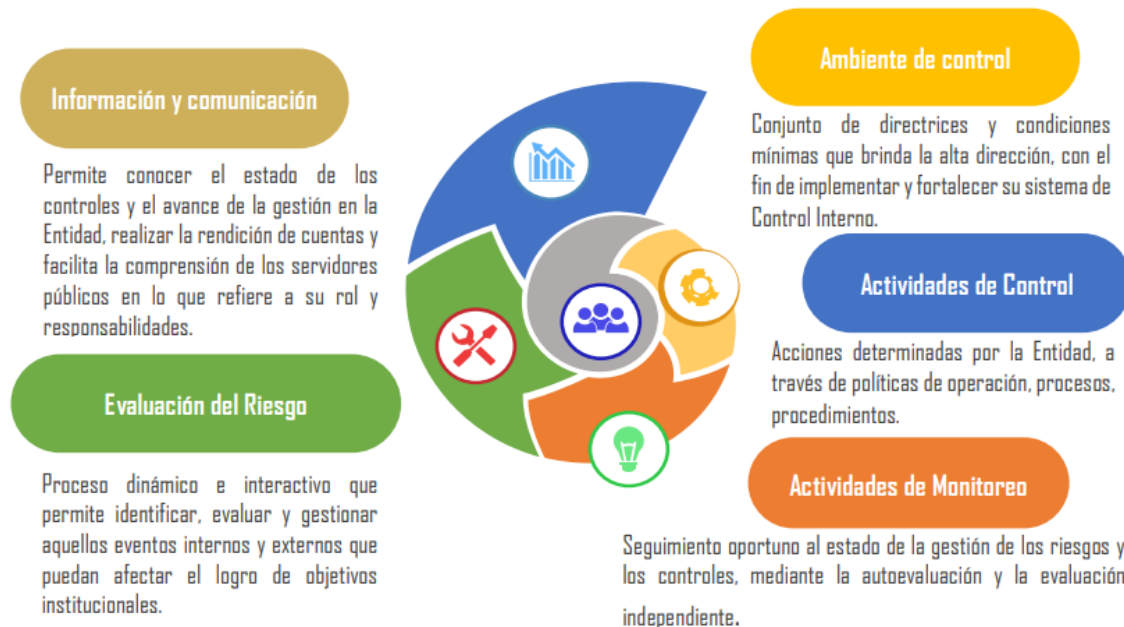 Información y comunicación
Permite conocer el estado de los
controles y el avance de la gestión en la
Entidad, realizar la rendición de cuentas y
facilita la comprensión de los servidores
públicos en lo que refiere a su rol y
responsabilidades.
Evaluación del Riesgo
Proceso dinámico e interactivo que
permite identificar, evaluar y gestionar
aquellos eventos internos y externos que
puedan afectar el logro de objetivos
institucionales.
Ambiente de control
Conjunto de directrices y condiciones
mínimas que brinda la alta dirección, con el
fin de implementar y fortalecer su sistema de
Control Interno.
Actividades de Control
Acciones determinadas por la Entidad, a
través de políticas de operación, procesos,
procedimientos.
Actividades de Monitoreo
Seguimiento oportuno al estado de la gestión de los riesgos y
los controles, mediante la autoevaluación y la evaluación
independiente.